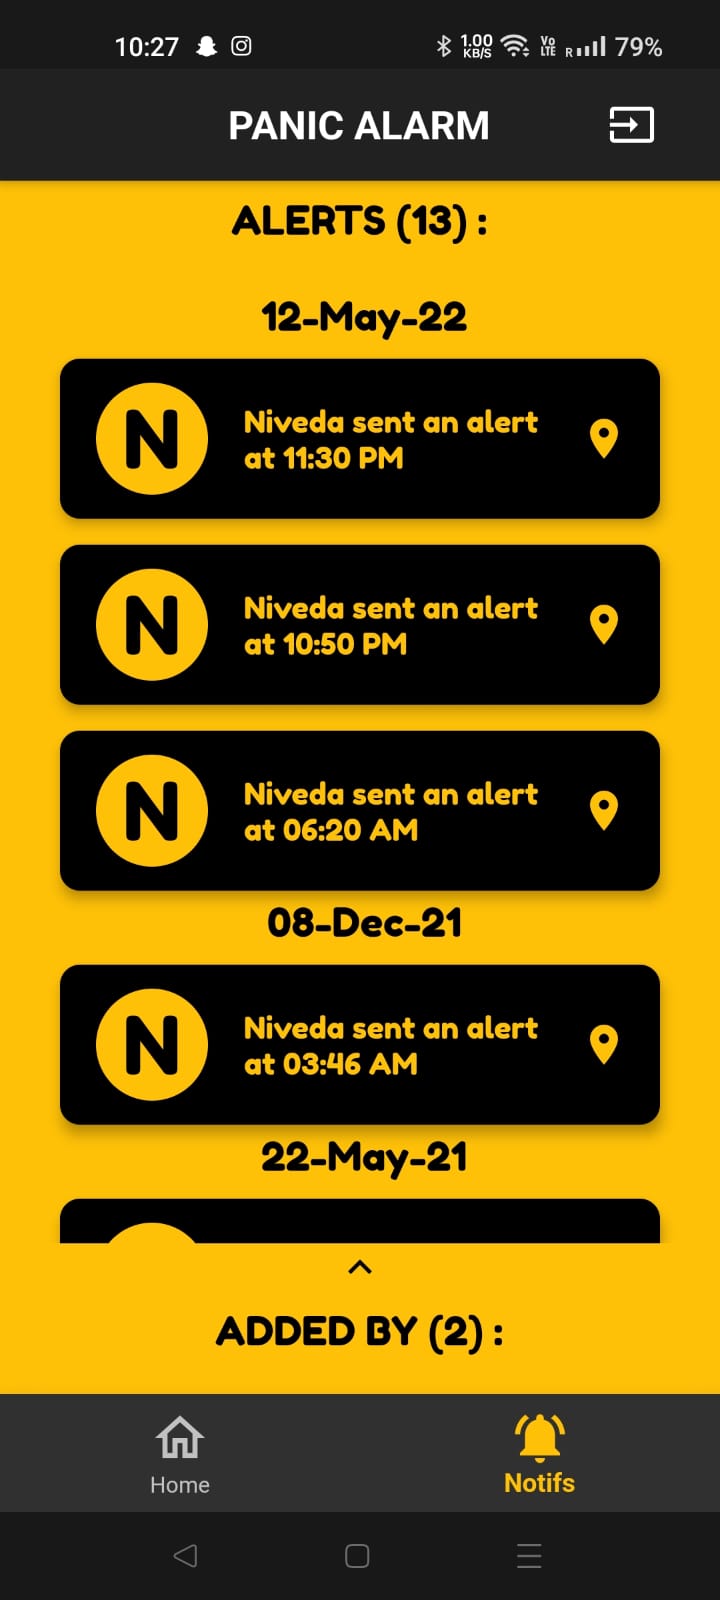 10:27 1.00 KB/S Vo LTE R 79%
PANIC ALARM
ALERTS (13) :
12-May-22
N
Niveda sent an alert
at 11:30 PM
N
Niveda sent an alert
at 10:50 PM
N
Niveda sent an alert
at 06:20 AM
08-Dec-21
N
Niveda sent an alert
at 03:46 AM
22-May-21
ADDED BY (2) :
Home
Notifs